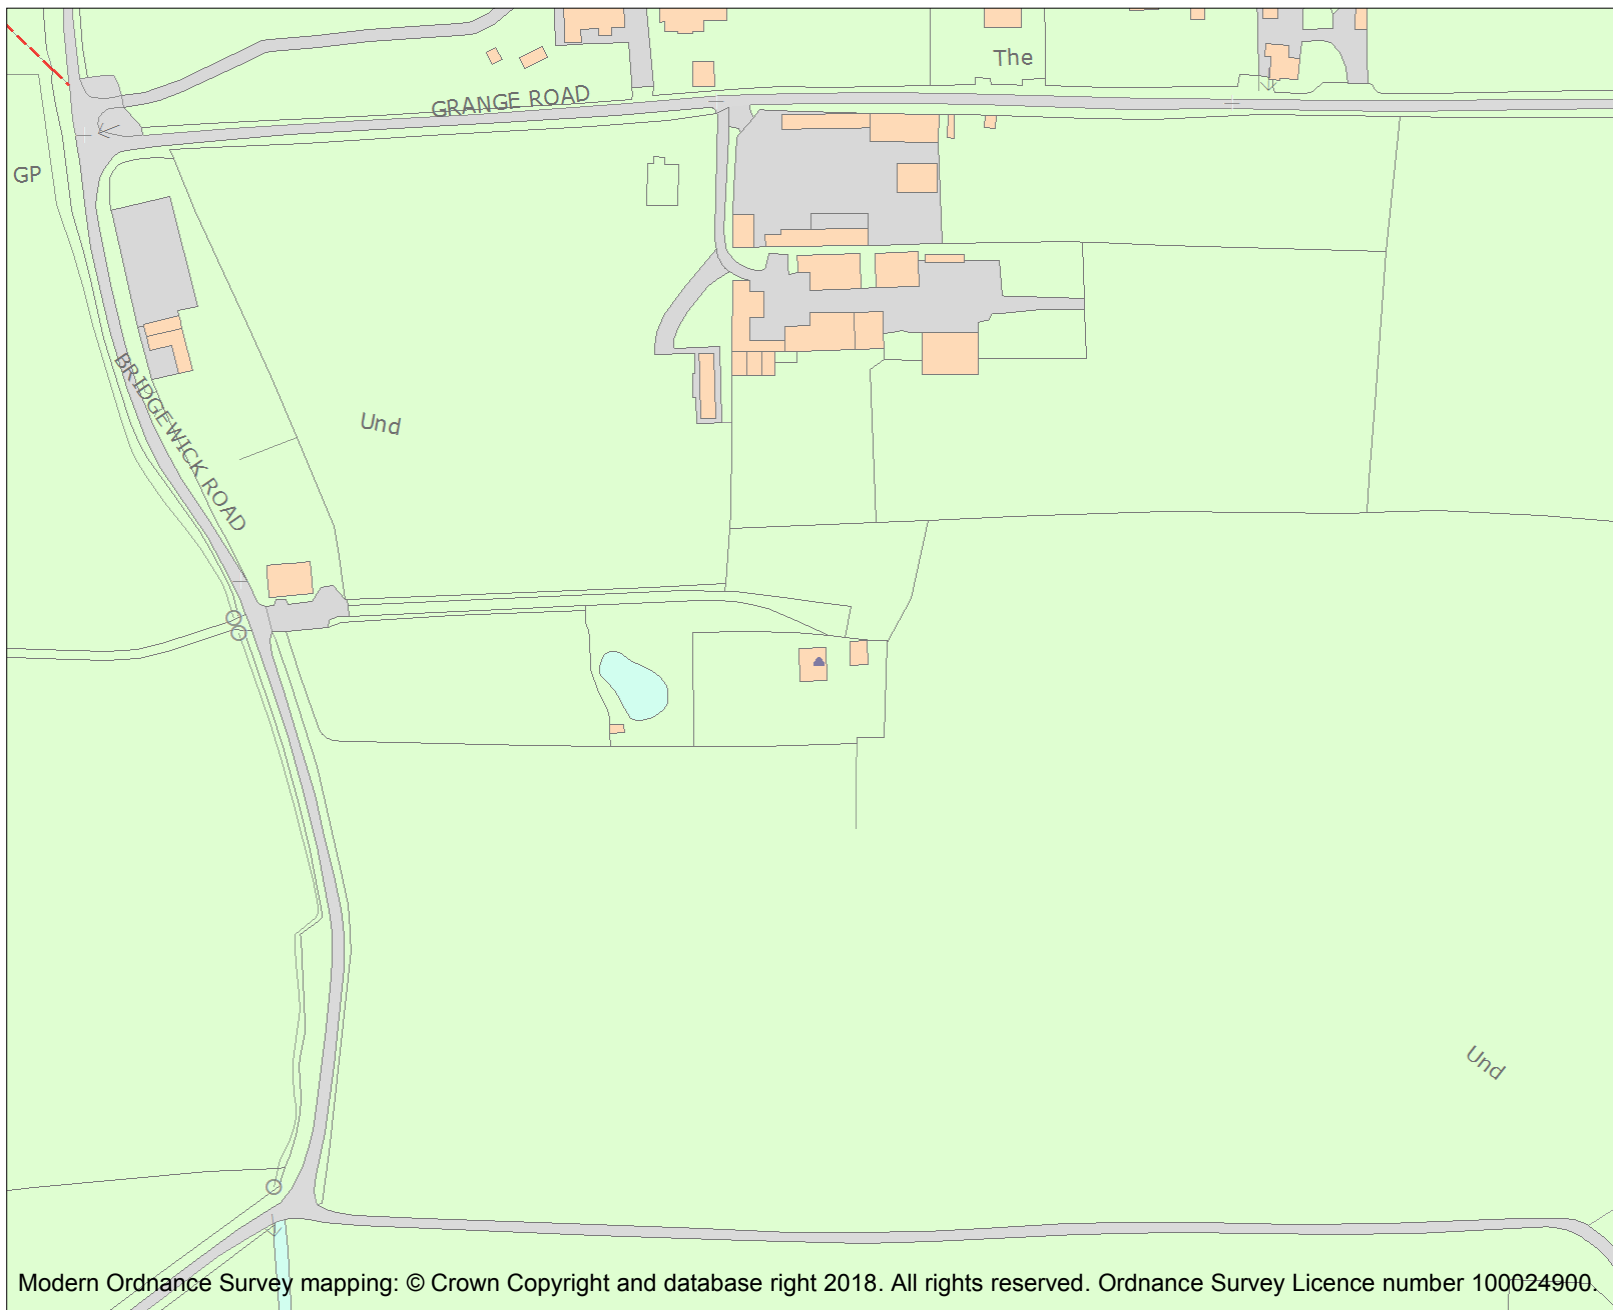 The
GRANGE ROAD
GP
BRIDGEWICK ROAD
Und
Und
Modern Ordnance Survey mapping: © Crown Copyright and database right 2018. All rights reserved. Ordnance Survey Licence number 100024900.